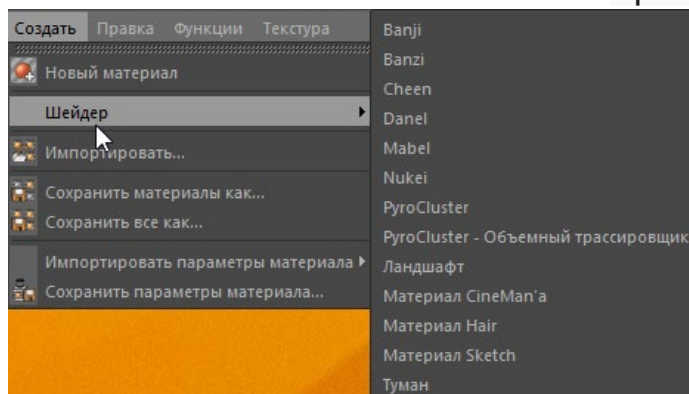 Создать Правка Функции Текстура
Новый материал
Шейдер
Импортировать...
Сохранить материалы как...
Сохранить все как...
Импортировать параметры материала
Сохранить параметры материала...
Banji
Banzi
Cheen
Danel
Mabel
Nukei
PyroCluster
PyroCluster - Объемный трассировщик
Ландшафт
Материал CineMan'a
Материал Hair
Материал Sketch
Туман